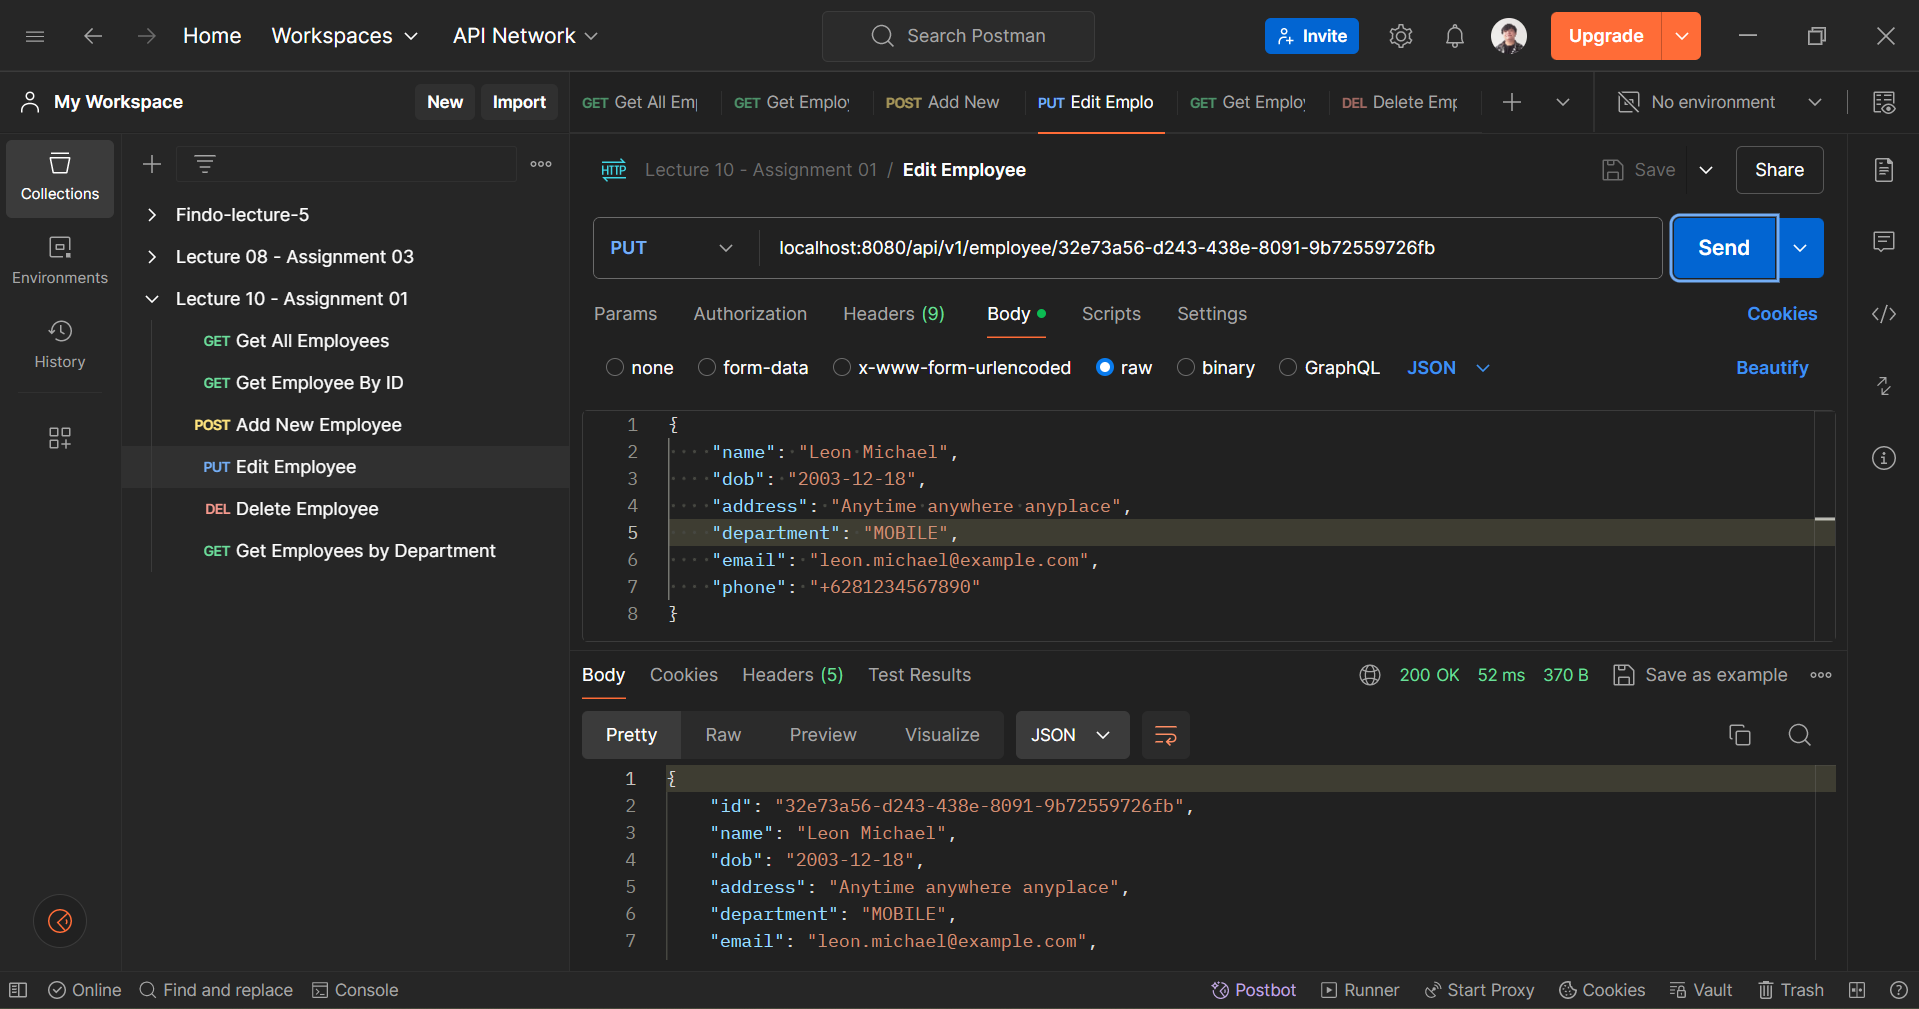 Home Workspaces API Network Search Postman Invite Upgrade
My Workspace New Import
GET Get All Em GET Get Emplo POST Add New PUT Edit Emplo GET Get Emplo DEL Delete Em No environment
Collections
Environments
History
Findo-lecture-5
Lecture 08 - Assignment 03
Lecture 10 - Assignment 01
GET Get All Employees
GET Get Employee By ID
POST Add New Employee
PUT Edit Employee
DEL Delete Employee
GET Get Employees by Department
HTTP Lecture 10 - Assignment 01 / Edit Employee Save Share
PUT localhost:8080/api/v1/employee/32e73a56-d243-438e-8091-9b72559726fb Send
Params Authorization Headers (9) Body Scripts Settings Cookies
none form-data x-www-form-urlencoded raw binary GraphQL JSON Beautify
1 {
2 "name": "Leon Michael",
3 "dob": "2003-12-18",
4 "address": "Anytime anywhere anyplace",
5 "department": "MOBILE",
6 "email": "leon.michael@example.com",
7 "phone": "+6281234567890"
8 }
Body Cookies Headers (5) Test Results 200 OK 52 ms 370 B Save as example
Pretty Raw Preview Visualize JSON
1 {
2 "id": "32e73a56-d243-438e-8091-9b72559726fb",
3 "name": "Leon Michael",
4 "dob": "2003-12-18",
5 "address": "Anytime anywhere anyplace",
6 "department": "MOBILE",
7 "email": "leon.michael@example.com",
Online Find and replace Console Postbot Runner Start Proxy Cookies Vault Trash